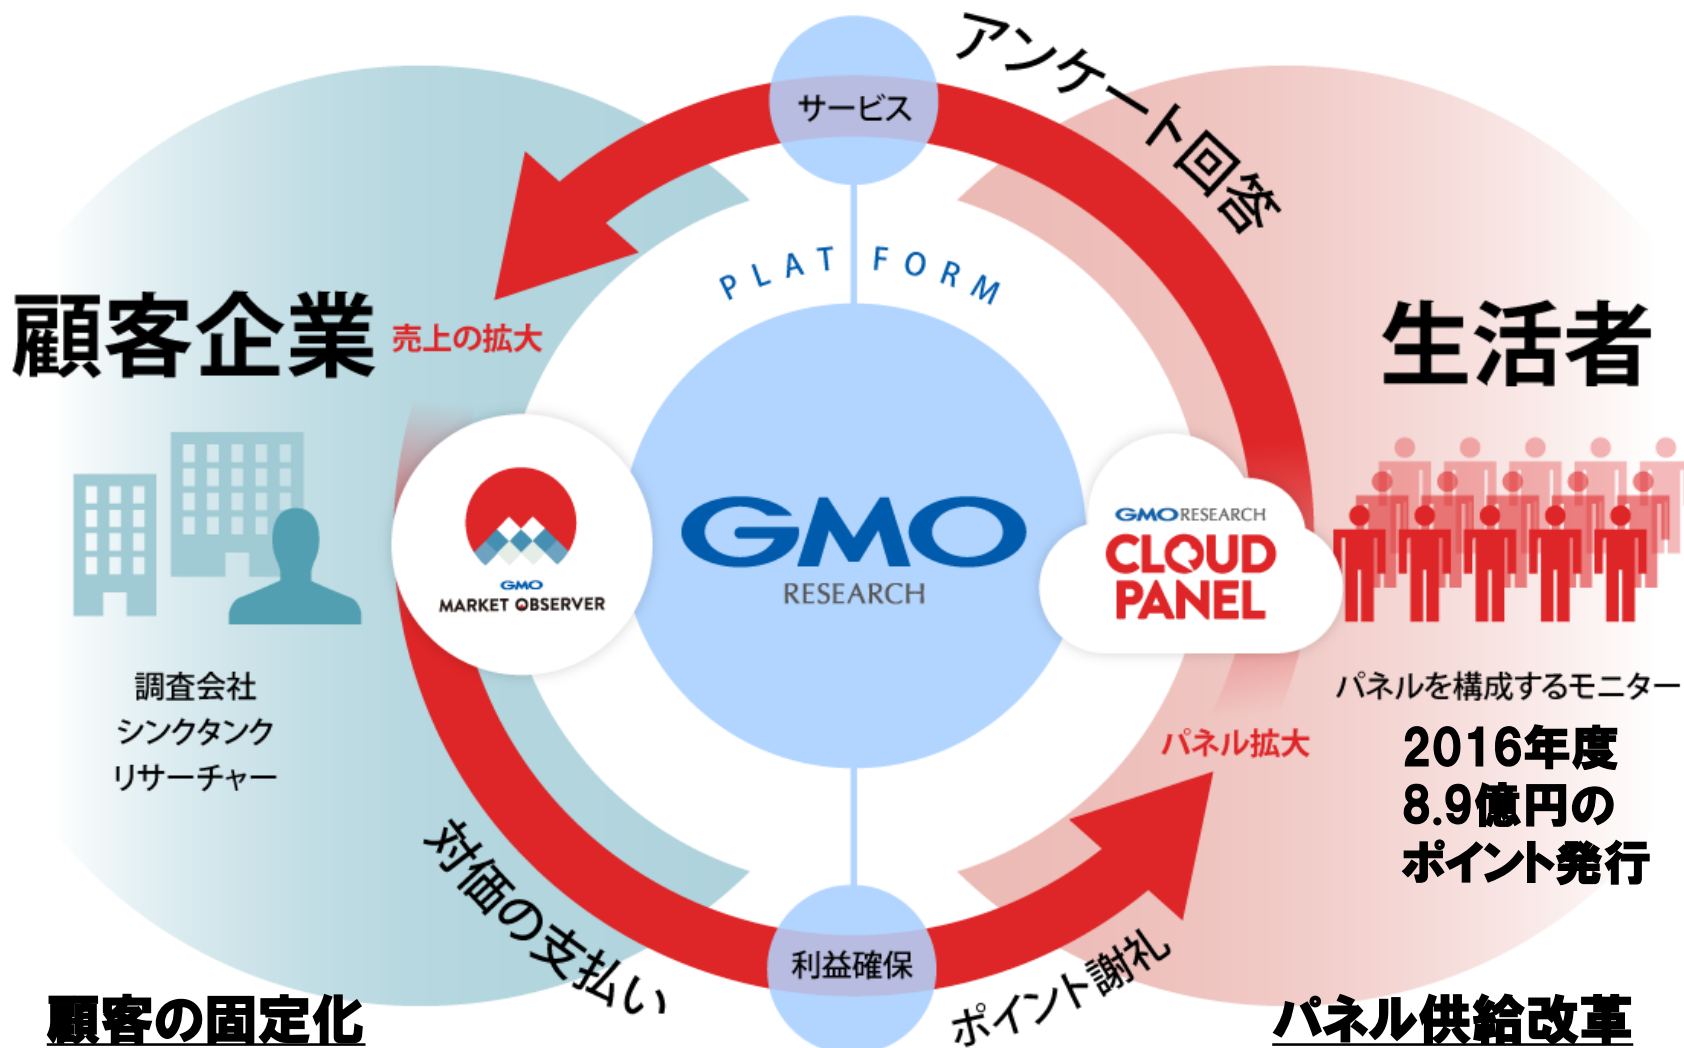 アンケート回答
サービス
PLATFORM
顧客企業
売上の拡大
生活者
GMO
RESEARCH
GMO
MARKET OBSERVER
GMO RESEARCH
CLOUD
PANEL
調査会社
シンクタンク
リサーチャー
パネルを構成するモニター
2016年度
8.9億円の
ポイント発行
パネル拡大
対価の支払い
利益確保
ポイント謝礼
顧客の固定化
パネル供給改革